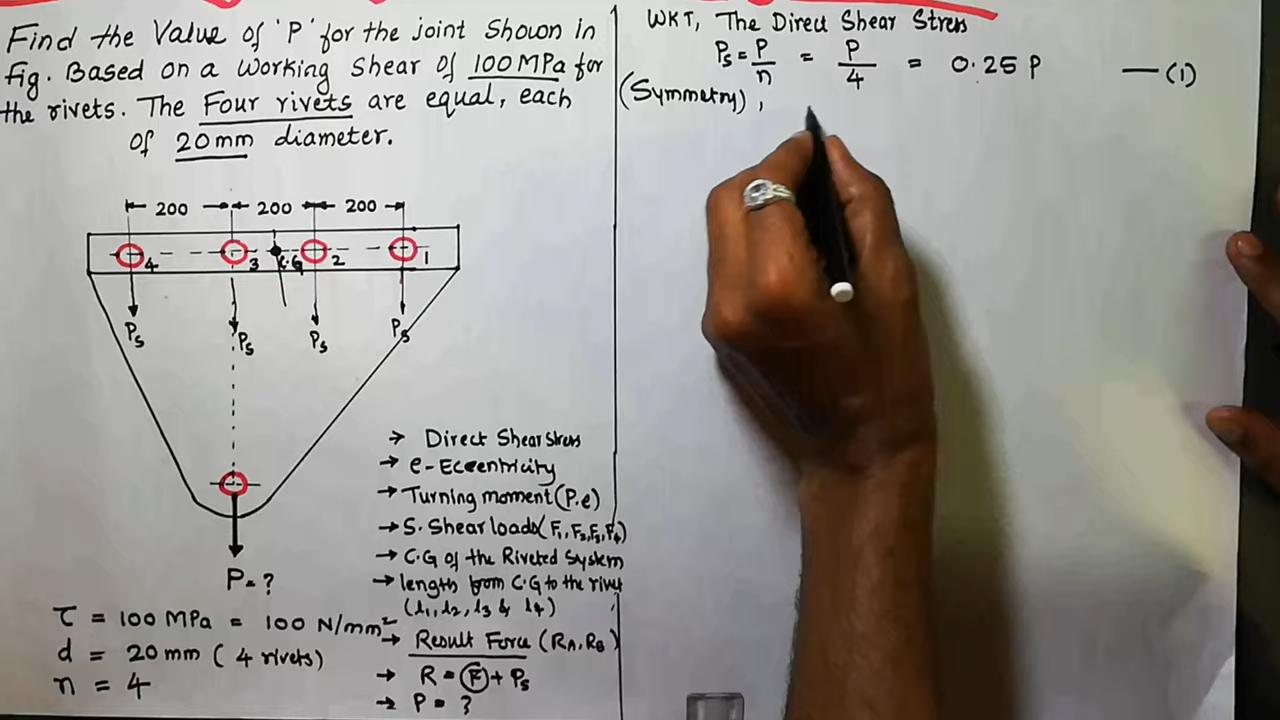 Find the Value of 'P' for the joint Shown in
Fig. Based on a Working Shear of 100 MPa for
the rivets. The Four rivets are equal, each
of 20mm diameter.
200 200 200
4 3 C.G 2 1
Ps Ps Ps Ps
P = ?
τ = 100 MPa = 100 N/mm²
d = 20 mm ( 4 rivets)
n = 4
→ Direct Shear Stress
→ e-Eccentricity
→ Turning moment (P.e)
→ S. Shear loads (F₁, F₂, F₃, F₄)
→ C.G of the Riveted System
→ length from C.G to the rivet
(l₁, l₂, l₃ & l₄)
→ Result Force (RA, RB)
→ R = F + Ps
→ P = ?
WKT, The Direct Shear Stress
Ps = P/n = P/4 = 0.25 P — (1)
(Symmetry),